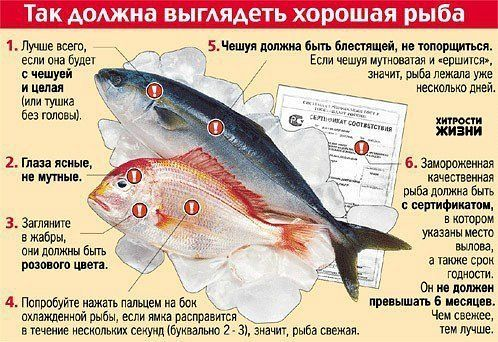 Так должна выглядеть хорошая рыба
1. Лучше всего,
если она будет
с чешуей
и целая
(или тушка
без головы).
2. Глаза ясные,
не мутные.
3. Загляните
в жабры,
они должны быть
розового цвета.
4. Попробуйте нажать пальцем на бок
охлажденной рыбы, если ямка расправится
в течение нескольких секунд (буквально 2 - 3), значит, рыба свежая.
5. Чешуя должна быть блестящей, не топорщиться.
Если чешуя мутноватая и «ершится»,
значит, рыба лежала уже
несколько дней.
СЕРТИФИКАТ СООТВЕТСТВИЯ
ХИТРОСТИ
ЖИЗНИ
6. Замороженная
качественная
рыба должна быть
с сертификатом,
в котором
указаны место
вылова,
а также срок
годности.
Он не должен
превышать 6 месяцев.
Чем свежее,
тем лучше.